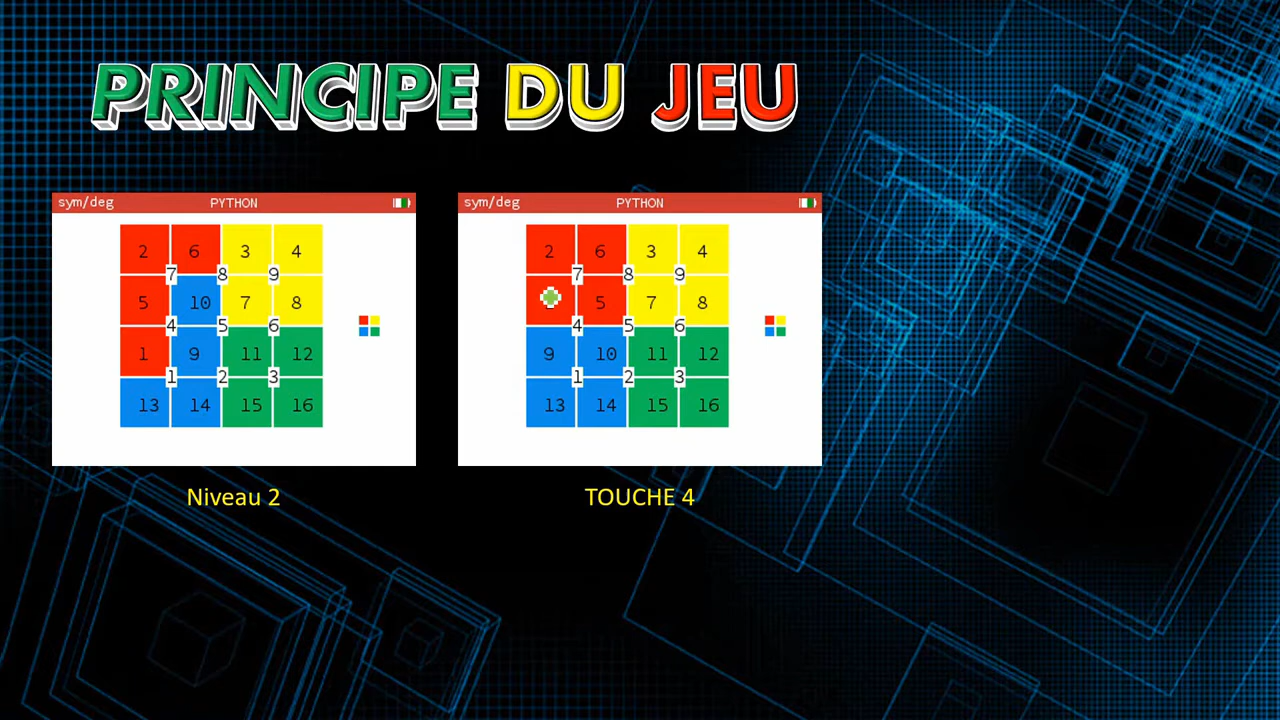 PRINCIPE DU JEU
sym/deg PYTHON
2 6 3 4
7 8 9
5 10 7 8
4 5 6
1 9 11 12
1 2 3
13 14 15 16
Niveau 2
sym/deg PYTHON
2 6 3 4
7 8 9
5 7 8
4 5 6
9 10 11 12
1 2 3
13 14 15 16
TOUCHE 4